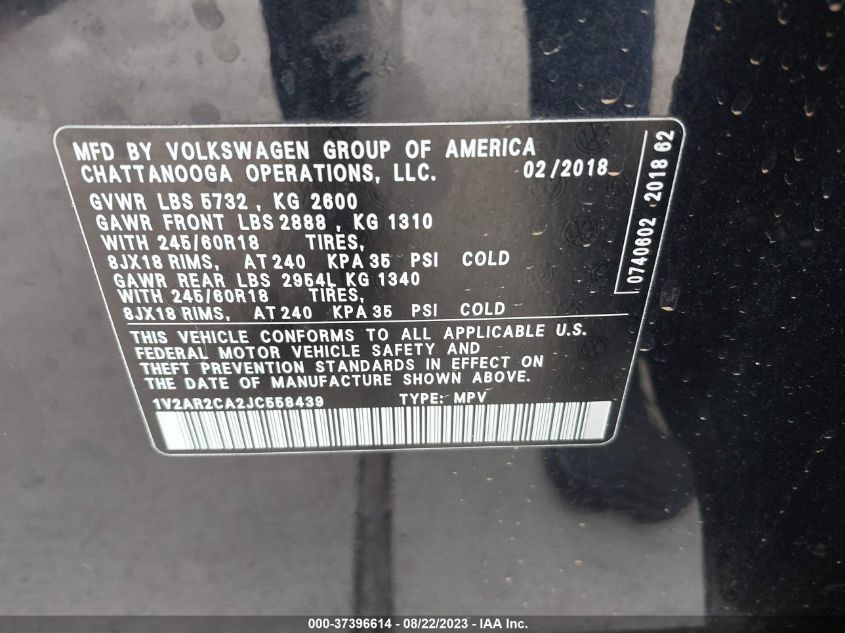 MFD BY VOLKSWAGEN GROUP OF AMERICA
CHATTANOOGA OPERATIONS, LLC. 02/2018
GVWR LBS 5732 , KG 2600
GAWR FRONT LBS 2888 , KG 1310
WITH 245/60R18 TIRES,
8JX18 RIMS, AT 240 KPA 35 PSI COLD
GAWR REAR LBS 2954L KG 1340
WITH 245/60R18 TIRES,
8JX18 RIMS, AT 240 KPA 35 PSI COLD
THIS VEHICLE CONFORMS TO ALL APPLICABLE U.S.
FEDERAL MOTOR VEHICLE SAFETY AND
THEFT PREVENTION STANDARDS IN EFFECT ON
THE DATE OF MANUFACTURE SHOWN ABOVE.
1V2AR2CA2JC558439 TYPE: MPV
0740602 2018 62
000-37396614 - 08/22/2023 - IAA Inc.